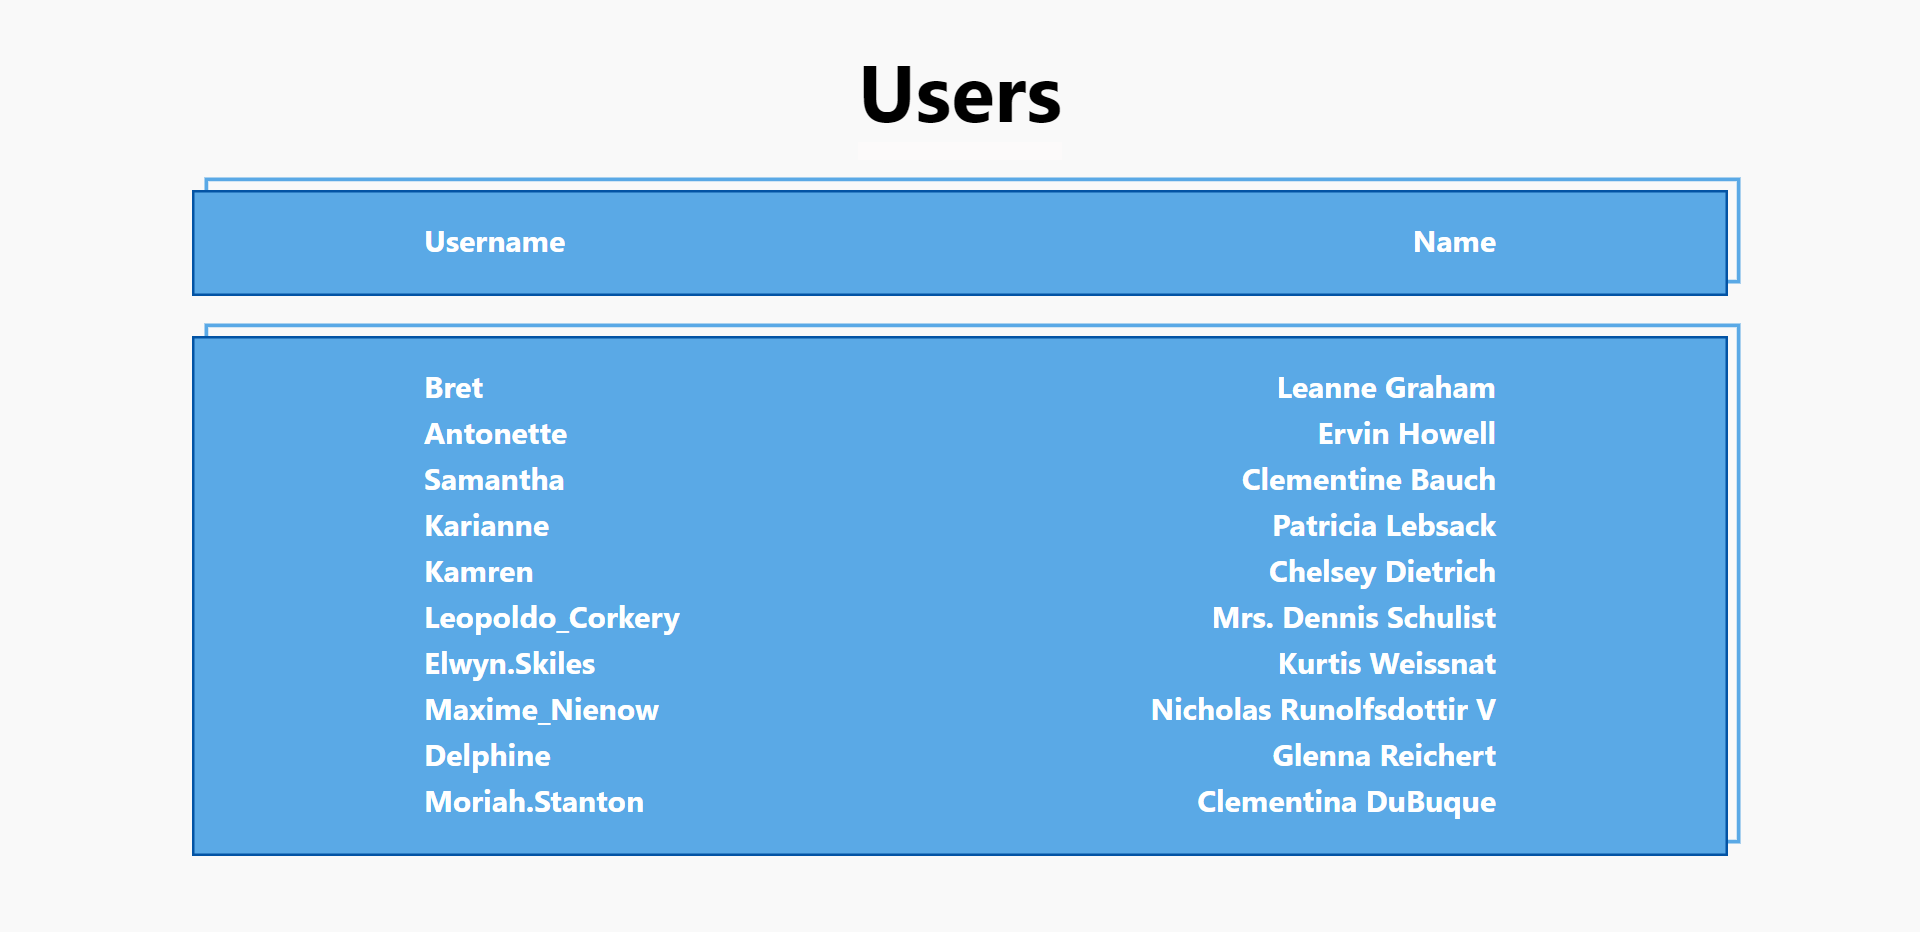 Users
Username Name
Bret Leanne Graham
Antonette Ervin Howell
Samantha Clementine Bauch
Karianne Patricia Lebsack
Kamren Chelsey Dietrich
Leopoldo_Corkery Mrs. Dennis Schulist
Elwyn.Skiles Kurtis Weissnat
Maxime_Nienow Nicholas Runolfsdottir V
Delphine Glenna Reichert
Moriah.Stanton Clementina DuBuque